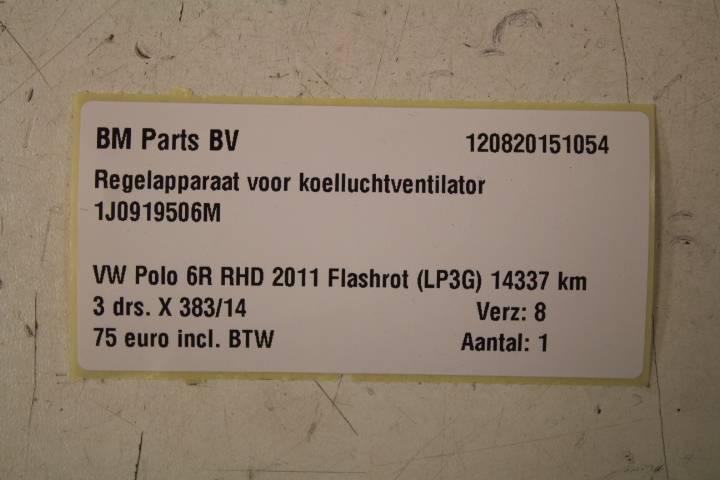 BM Parts BV 120820151054
Regelapparaat voor koelluchtventilator
1J0919506M
VW Polo 6R RHD 2011 Flashrot (LP3G) 14337 km
3 drs. X 383/14 Verz: 8
75 euro incl. BTW Aantal: 1